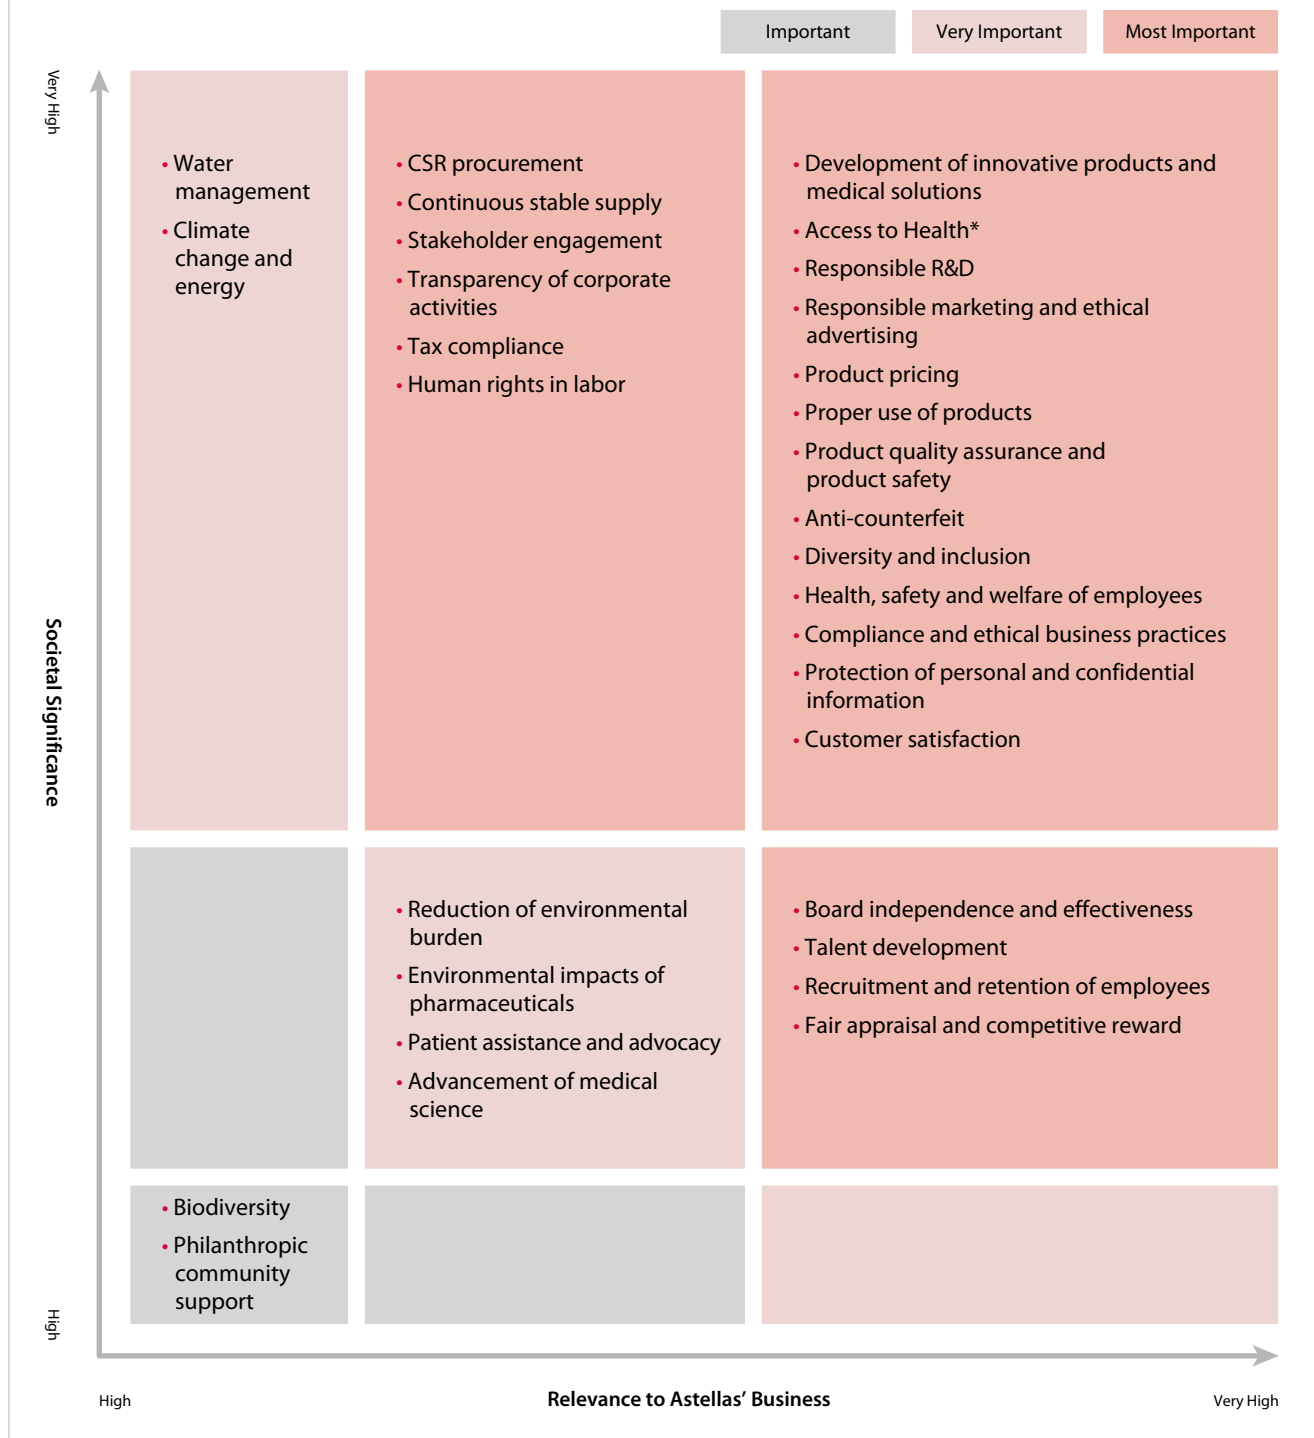 Important
Very Important
Most Important
Very High
• Water
management
• Climate
change and
energy
• CSR procurement
• Continuous stable supply
• Stakeholder engagement
• Transparency of corporate
activities
• Tax compliance
• Human rights in labor
• Development of innovative products and
medical solutions
• Access to Health*
• Responsible R&D
• Responsible marketing and ethical
advertising
• Product pricing
• Proper use of products
• Product quality assurance and
product safety
• Anti-counterfeit
• Diversity and inclusion
• Health, safety and welfare of employees
• Compliance and ethical business practices
• Protection of personal and confidential
information
• Customer satisfaction
Societal Significance
• Reduction of environmental
burden
• Environmental impacts of
pharmaceuticals
• Patient assistance and advocacy
• Advancement of medical
science
• Board independence and effectiveness
• Talent development
• Recruitment and retention of employees
• Fair appraisal and competitive reward
• Biodiversity
• Philanthropic
community
support
High
High
Relevance to Astellas’ Business
Very High